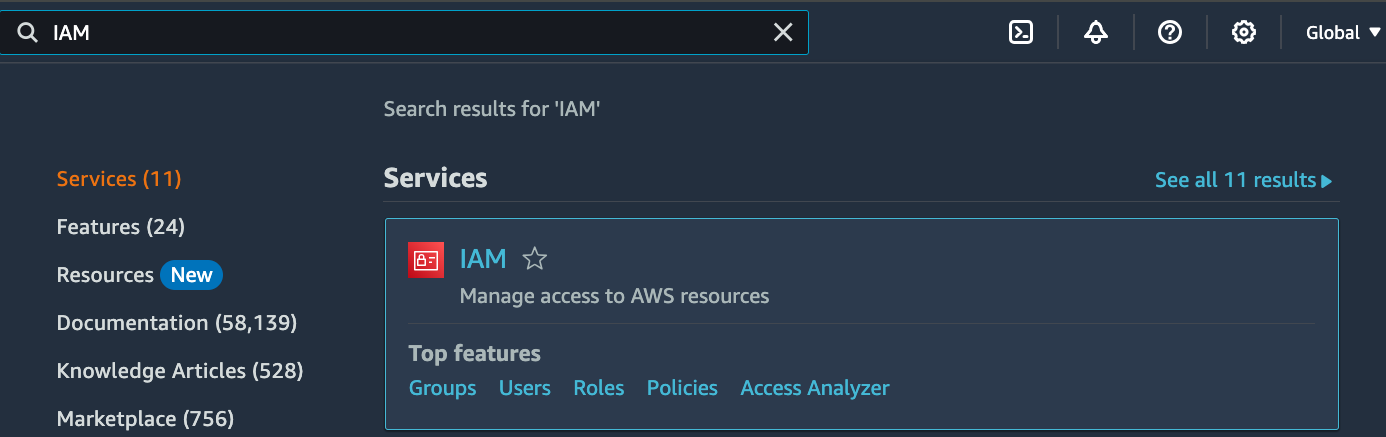 IAM
Global ▼
Search results for 'IAM'
Services (11)
Features (24)
Resources New
Documentation (58,139)
Knowledge Articles (528)
Marketplace (756)
Services
See all 11 results ▶
IAM
Manage access to AWS resources
Top features
Groups Users Roles Policies Access Analyzer